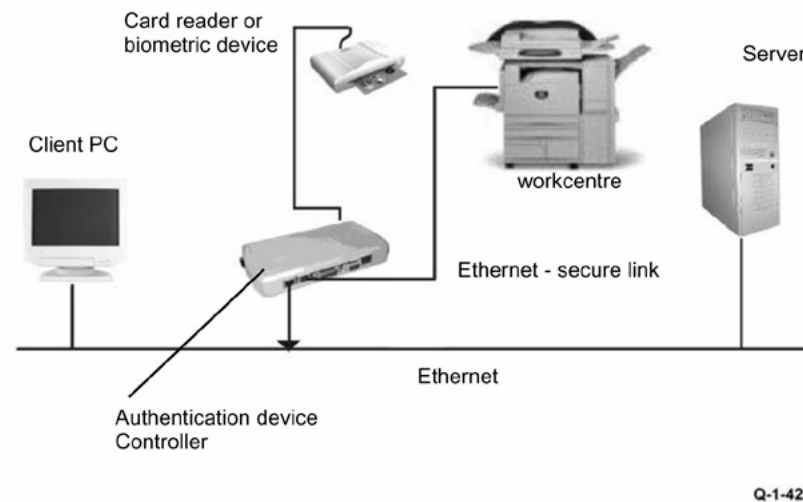 Card reader or
biometric device
Server
Client PC
workcentre
Ethernet - secure link
Ethernet
Authentication device
Controller
Q-1-42